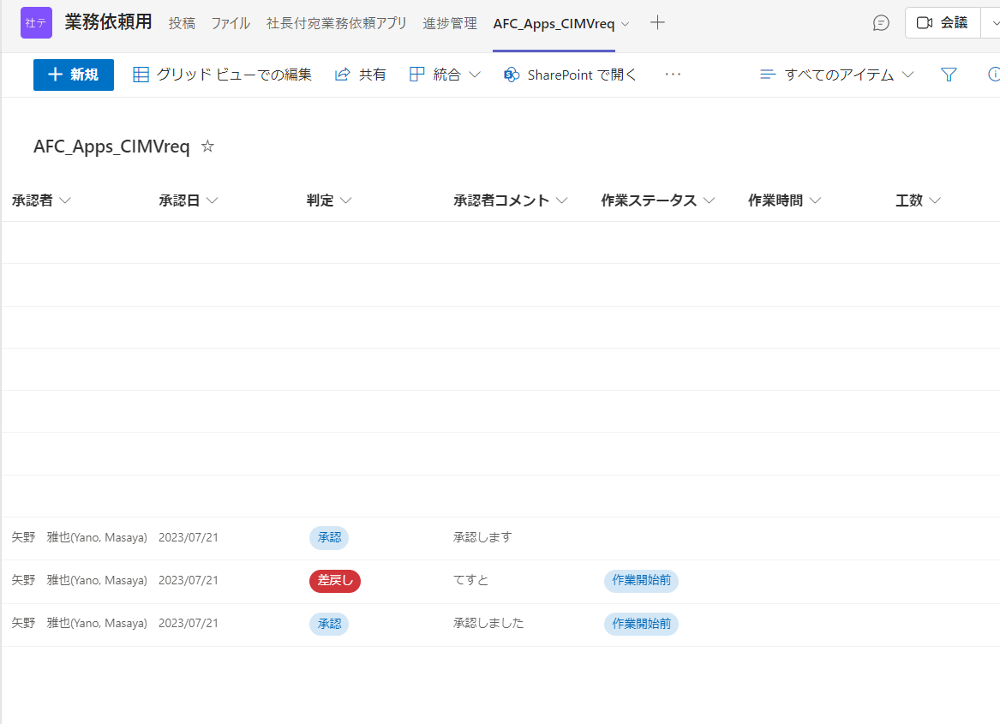 社テ 業務依頼用 投稿 ファイル 社長付宛業務依頼アプリ 進捗管理 AFC_Apps_CIMVreq 会議
新規 グリッド ビューでの編集 共有 統合 SharePoint で開く … すべてのアイテム
AFC_Apps_CIMVreq
承認者 承認日 判定 承認者コメント 作業ステータス 作業時間 工数
矢野 雅也(Yano, Masaya) 2023/07/21 承認 承認します
矢野 雅也(Yano, Masaya) 2023/07/21 差戻し てすと 作業開始前
矢野 雅也(Yano, Masaya) 2023/07/21 承認 承認しました 作業開始前